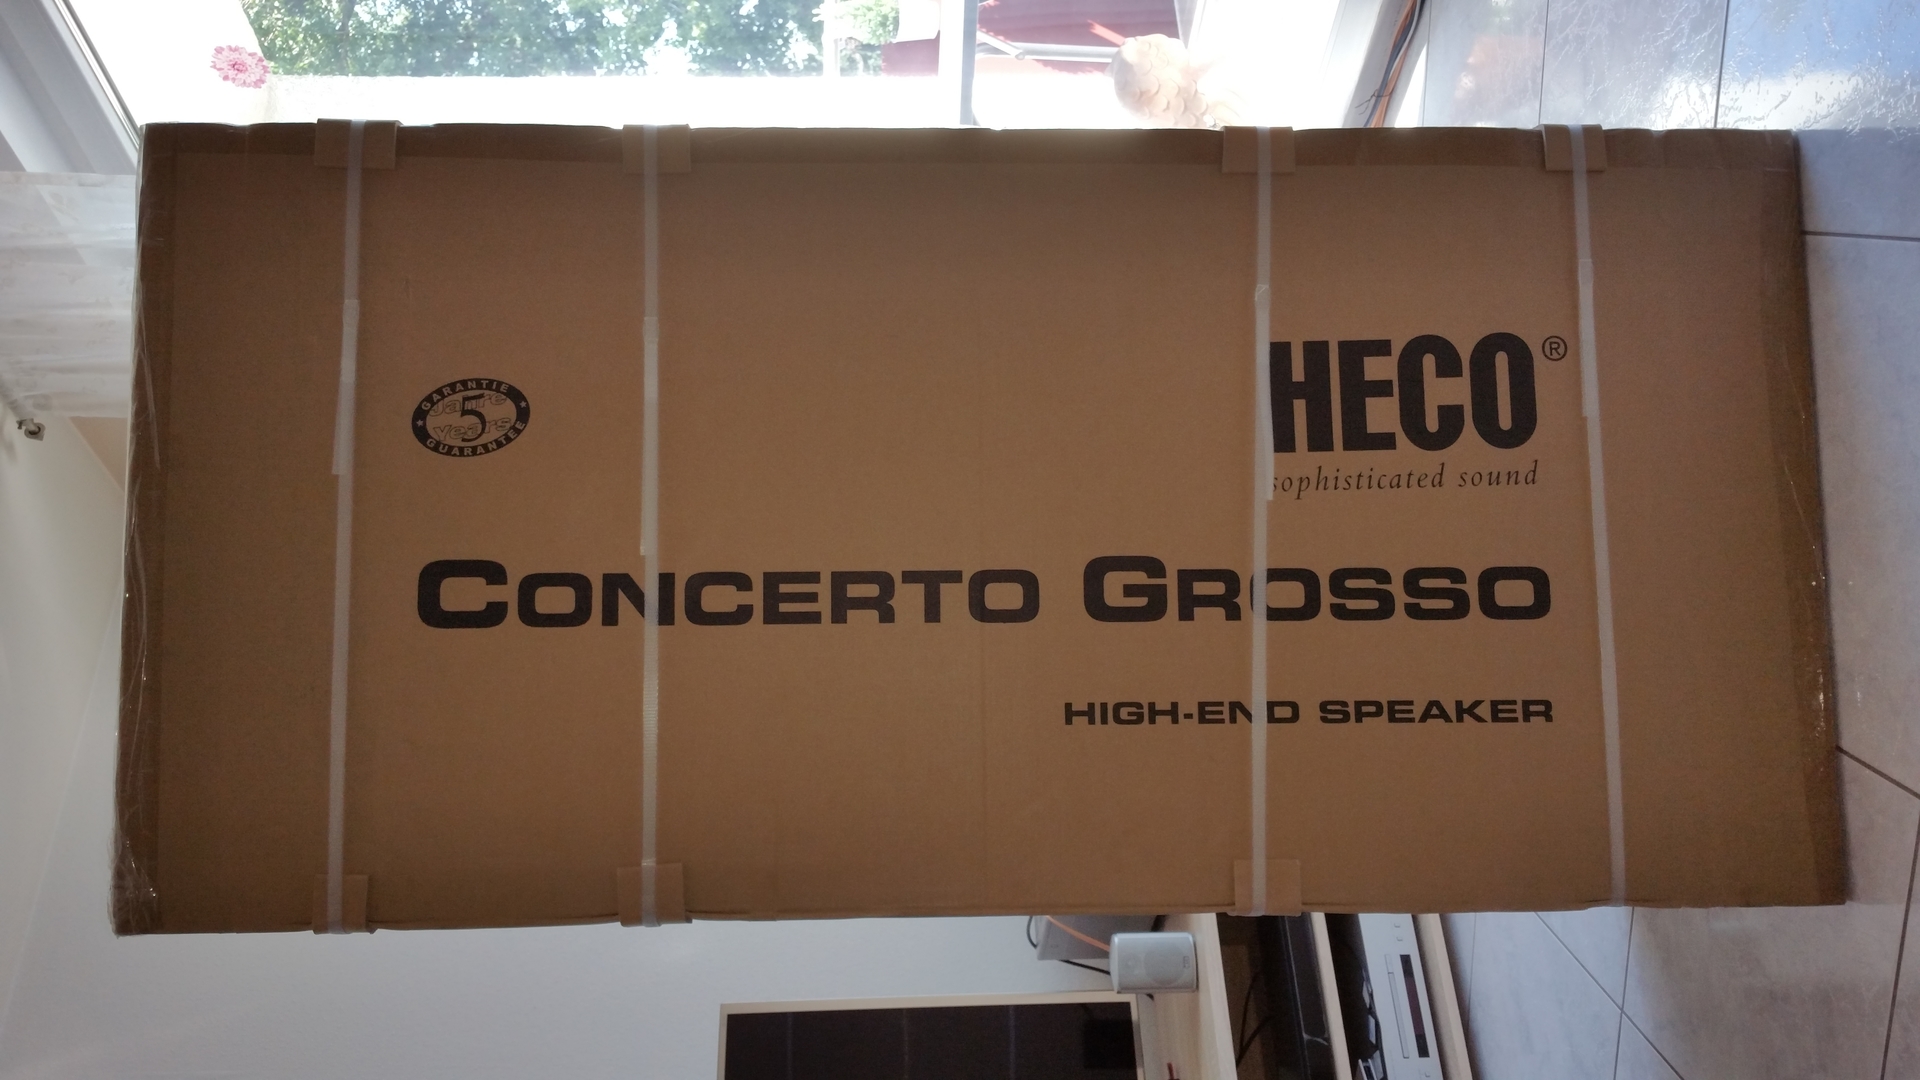 HECO®
sophisticated sound
GARANTIE
5
Jahre
Years
GUARANTEE
CONCERTO GROSSO
HIGH-END SPEAKER